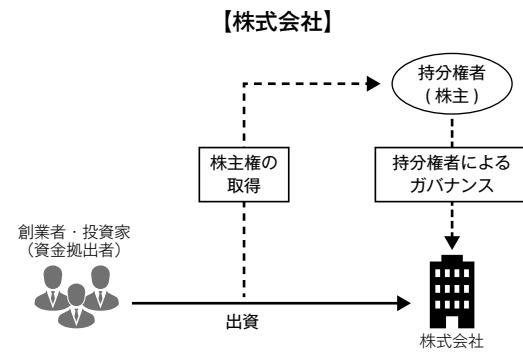 【株式会社】
持分権者
(株主)
株主権の
取得
持分権者による
ガバナンス
創業者・投資家
（資金拠出者）
出資
株式会社